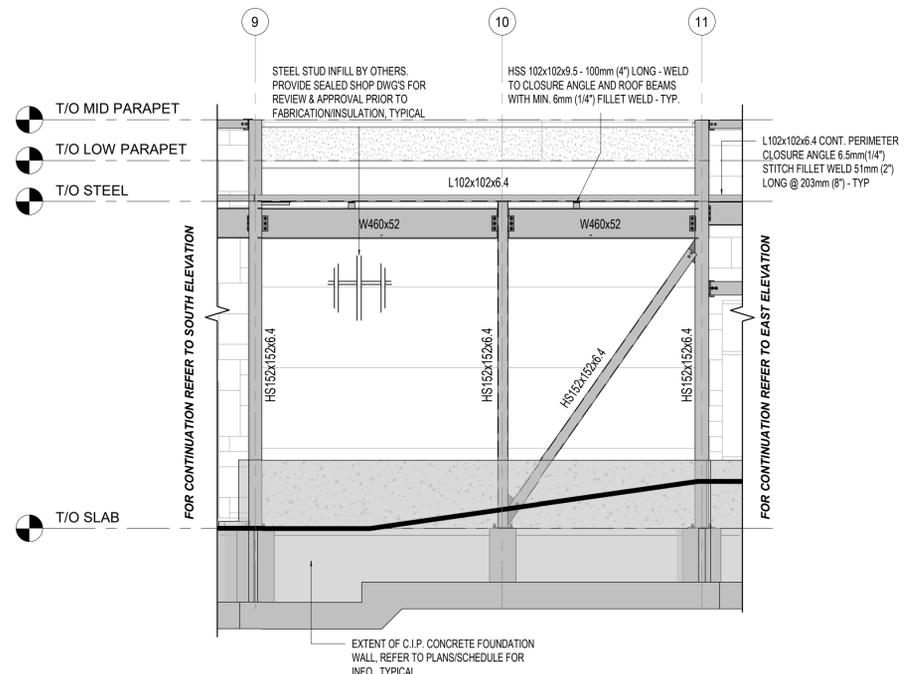 9
10
11
STEEL STUD INFILL BY OTHERS.
PROVIDE SEALED SHOP DWG'S FOR
REVIEW & APPROVAL PRIOR TO
FABRICATION/INSULATION, TYPICAL
HSS 102x102x9.5 - 100mm (4") LONG - WELD
TO CLOSURE ANGLE AND ROOF BEAMS
WITH MIN. 6mm (1/4") FILLET WELD - TYP.
T/O MID PARAPET
T/O LOW PARAPET
T/O STEEL
L102x102x6.4 CONT. PERIMETER
CLOSURE ANGLE 6.5mm(1/4")
STITCH FILLET WELD 51mm (2")
LONG @ 203mm (8") - TYP
L102x102x6.4
W460x52
W460x52
FOR CONTINUATION REFER TO SOUTH ELEVATION
HS152x152x6.4
HS152x152x6.4
HS152x152x6.4
HS152x152x6.4
FOR CONTINUATION REFER TO EAST ELEVATION
T/O SLAB
EXTENT OF C.I.P. CONCRETE FOUNDATION
WALL, REFER TO PLANS/SCHEDULE FOR
INFO., TYPICAL